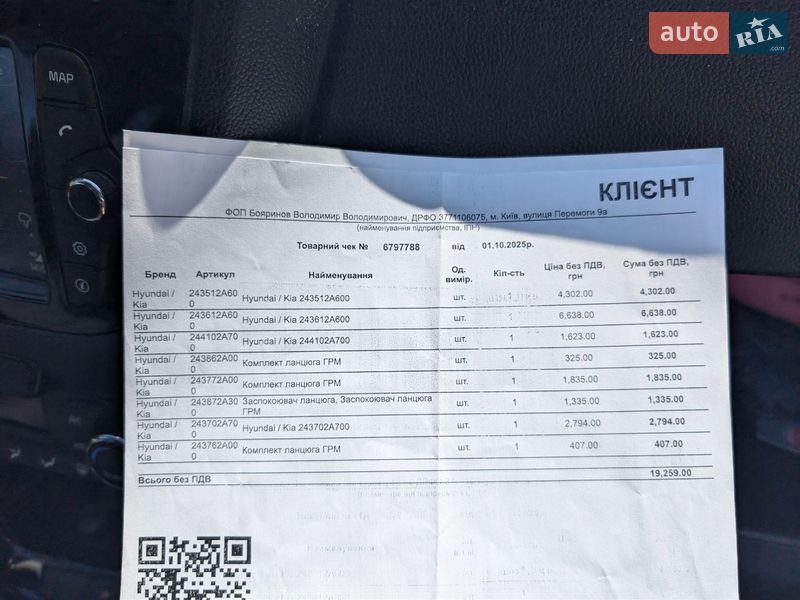 auto RIA .com
MAP
КЛІЄНТ
ФОП Бояринов Володимир Володимирович, ДРФО 3771106075, м. Київ, вулиця Перемоги 9а
(найменування підприємства, ІПН)
Товарний чек № 6797788 від 01.10.2025р.
Бренд Артикул Найменування Од. вимір. Кіл-сть Ціна без ПДВ, грн Сума без ПДВ, грн
Hyundai / Kia 243512A600 Hyundai / Kia 243512A600 шт. 1 4,302.00 4,302.00
Hyundai / Kia 243612A600 Hyundai / Kia 243612A600 шт. 1 6,638.00 6,638.00
Hyundai / Kia 244102A700 Hyundai / Kia 244102A700 шт. 1 1,623.00 1,623.00
Hyundai / Kia 243862A000 Комплект ланцюга ГРМ шт. 1 325.00 325.00
Hyundai / Kia 243772A000 Комплект ланцюга ГРМ шт. 1 1,835.00 1,835.00
Hyundai / Kia 243872A300 Заспокоювач ланцюга, Заспокоювач ланцюга ГРМ шт. 1 1,335.00 1,335.00
Hyundai / Kia 243702A700 Hyundai / Kia 243702A700 шт. 1 2,794.00 2,794.00
Hyundai / Kia 243762A000 Комплект ланцюга ГРМ шт. 1 407.00 407.00
Всього без ПДВ 19,259.00